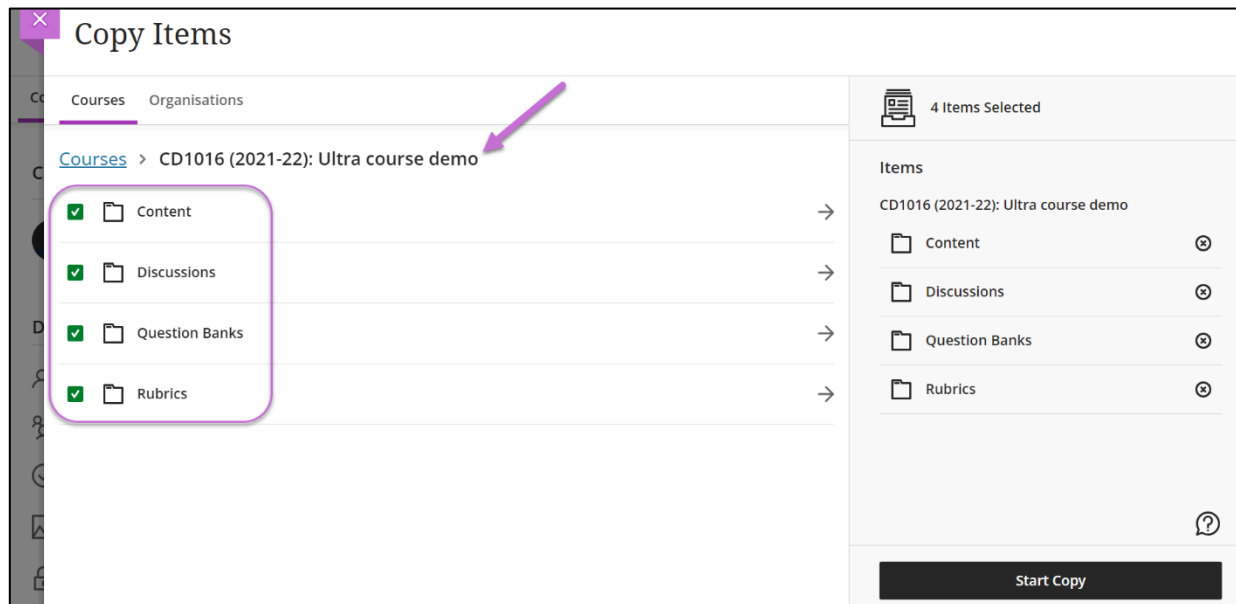 Copy Items
Courses Organisations
Courses > CD1016 (2021-22): Ultra course demo
Content
Discussions
Question Banks
Rubrics
4 Items Selected
Items
CD1016 (2021-22): Ultra course demo
Content
Discussions
Question Banks
Rubrics
Start Copy